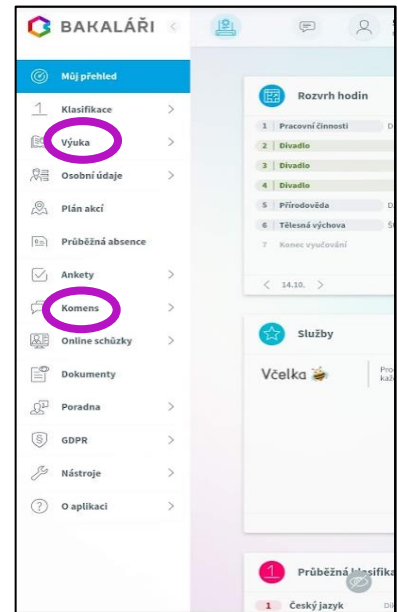 BAKALÁŘI
Můj přehled
Klasifikace
Výuka
Osobní údaje
Plán akcí
Průběžná absence
Ankety
Komens
Online schůzky
Dokumenty
Poradna
GDPR
Nástroje
O aplikaci
Rozvrh hodin
1 Pracovní činnosti
2 Divadlo
3 Divadlo
4 Divadlo
5 Přírodověda
6 Tělesná výchova
7 Konec vyučování
14.10.
Služby
Včelka
Průběžná klasifika
1 Český jazyk